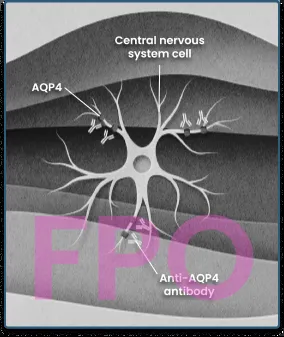 Central nervous
system cell
AQP4
FPO
Anti-AQP4
antibody